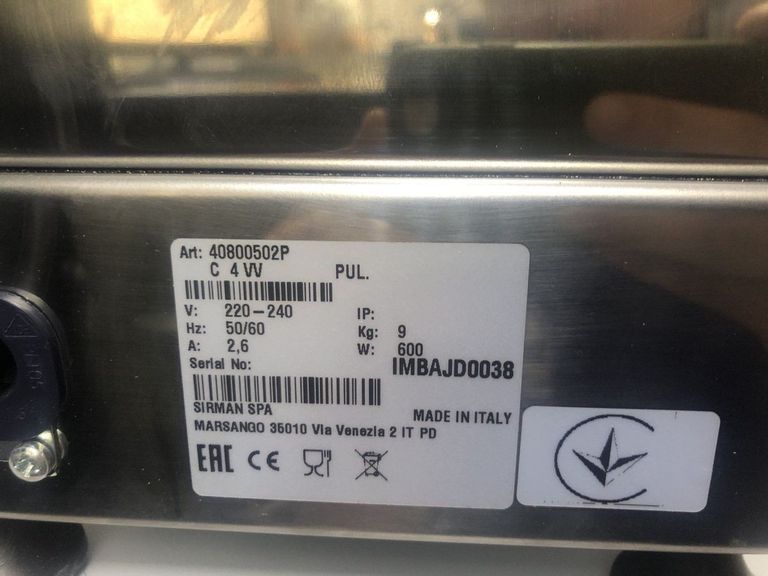 Art: 40800502P
C 4 VV PUL.
V: 220-240 IP:
Hz: 50/60 Kg: 9
A: 2,6 W: 600
Serial No: IMBAJD0038
SIRMAN SPA MADE IN ITALY
MARSANGO 35010 Via Venezia 2 IT PD
EAC CE